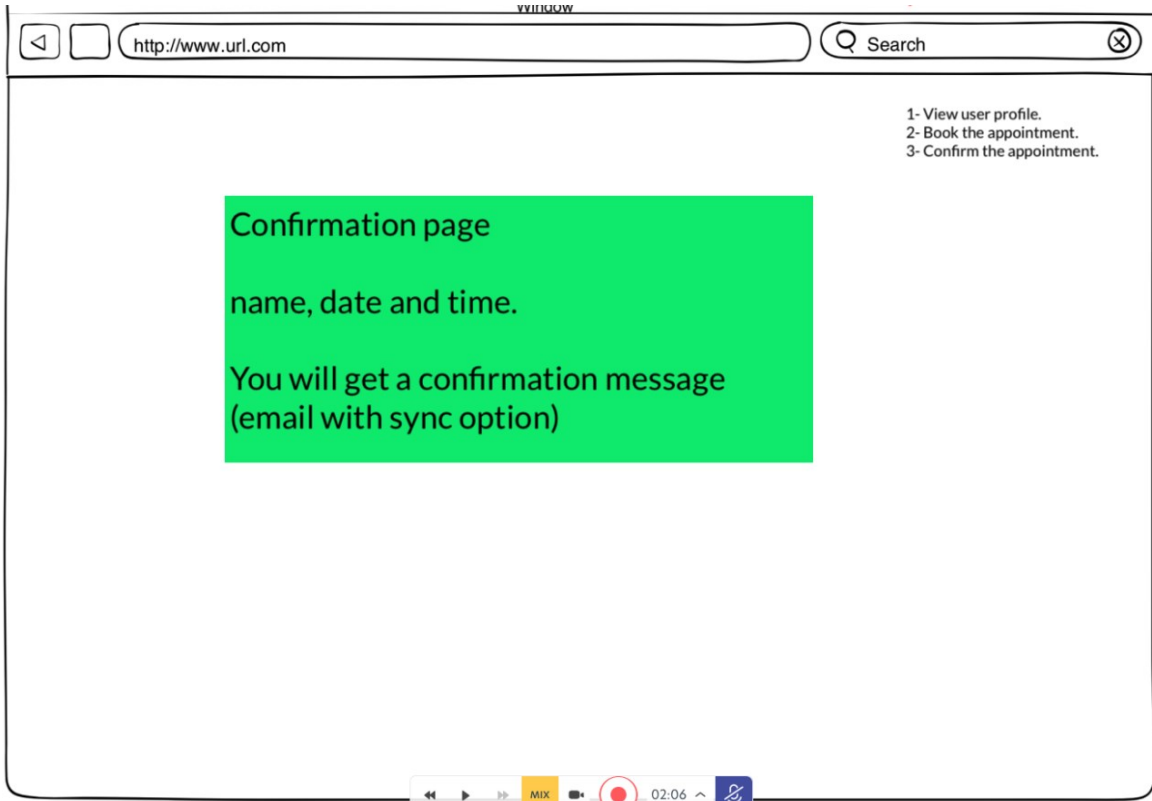 Window
http://www.url.com
Search
1- View user profile.
2- Book the appointment.
3- Confirm the appointment.
Confirmation page
name, date and time.
You will get a confirmation message
(email with sync option)
MIX
02:06